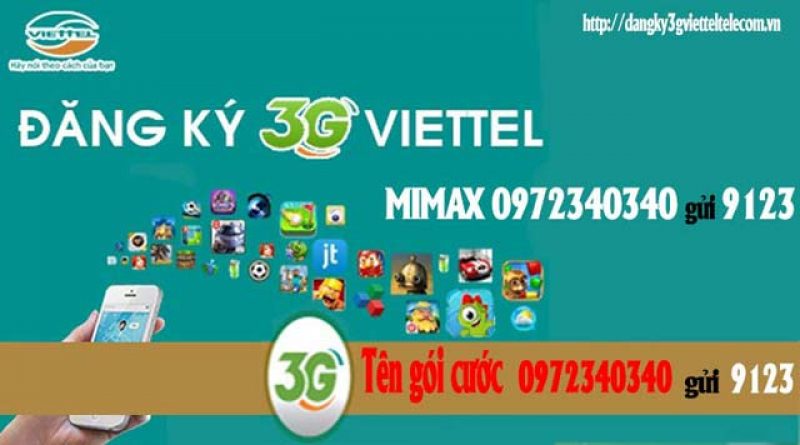 http://dangky3gvietteltelecom.vn
VIETTEL
Hãy nói theo cách của bạn
ĐĂNG KÝ 3G VIETTEL
MIMAX 0972340340 gửi 9123
jt
3G Tên gói cước 0972340340 gửi 9123